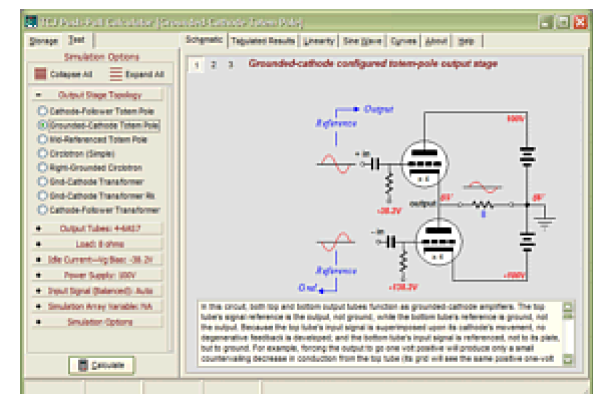 TCJ Push-Pull Calculator [Grounded-Cathode Totem Pole]
Storage Test
Simulation Options
Collapse All Expand All
Output Stage Topology
Cathode-Follower Totem Pole
Grounded-Cathode Totem Pole
Mid-Referenced Totem Pole
Circlotron (Simple)
Right-Grounded Circlotron
Gnd-Cathode Transformer
Gnd-Cathode Transformer Rk
Cathode-Follower Transformer
Output Tubes: 4-6AS7
Load: 8 ohms
Idle Current—Vg Bias: -38.2V
Power Supply: 100V
Input Signal (Balanced): Auto
Simulation Array Variable: NA
Simulation Options
Calculate
Schematic Tabulated Results Linearity Sine Wave Curves About Help
1 2 3 Grounded-cathode configured totem-pole output stage
Output
Reference
100V
+ in
x 4
-38.2V
output
0V
0V
8
- in
x 4
Reference
Gnd
-138.2V
-100V
In this circuit, both top and bottom output tubes function as grounded-cathode amplifiers. The top
tube's signal reference is the output, not ground, while the bottom tube's reference is ground, not
the output. Because the top tube's input signal is superimposed upon its cathode's movement, no
degenerative feedback is developed; and the bottom tube's input signal is referenced, not to its plate,
but to ground. For example, forcing the output to go one volt positive will produce only a small
countervailing decrease in conduction from the top tube (its grid will see the same positive one-volt